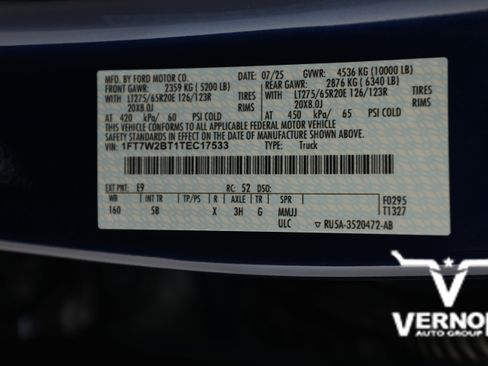 MFD. BY FORD MOTOR CO. DATE: 07/25 GVWR: 4536 KG (10000 LB)
FRONT GAWR: 2359 KG ( 5200 LB) REAR GAWR: 2876 KG ( 6340 LB)
WITH LT275/65R20E 126/123R TIRES WITH LT275/65R20E 126/123R TIRES
20X8.0J 20X8.0J
AT 420 kPa/ 60 PSI COLD AT 450 kPa/ 65 PSI COLD
THIS VEHICLE CONFORMS TO ALL APPLICABLE FEDERAL MOTOR VEHICLE
SAFETY STANDARDS IN EFFECT ON THE DATE OF MANUFACTURE SHOWN ABOVE.
VIN: 1FT7W2BT1TEC17533 TYPE: Truck
EXT PNT: E9 RC: 52 DSO:
WB INT TR TP/PS R AXLE TR SPR F0295
160 5B X 3H G MMJJ T1327
ULC RU5A-3520472-AB
VERNON
AUTO GROUP